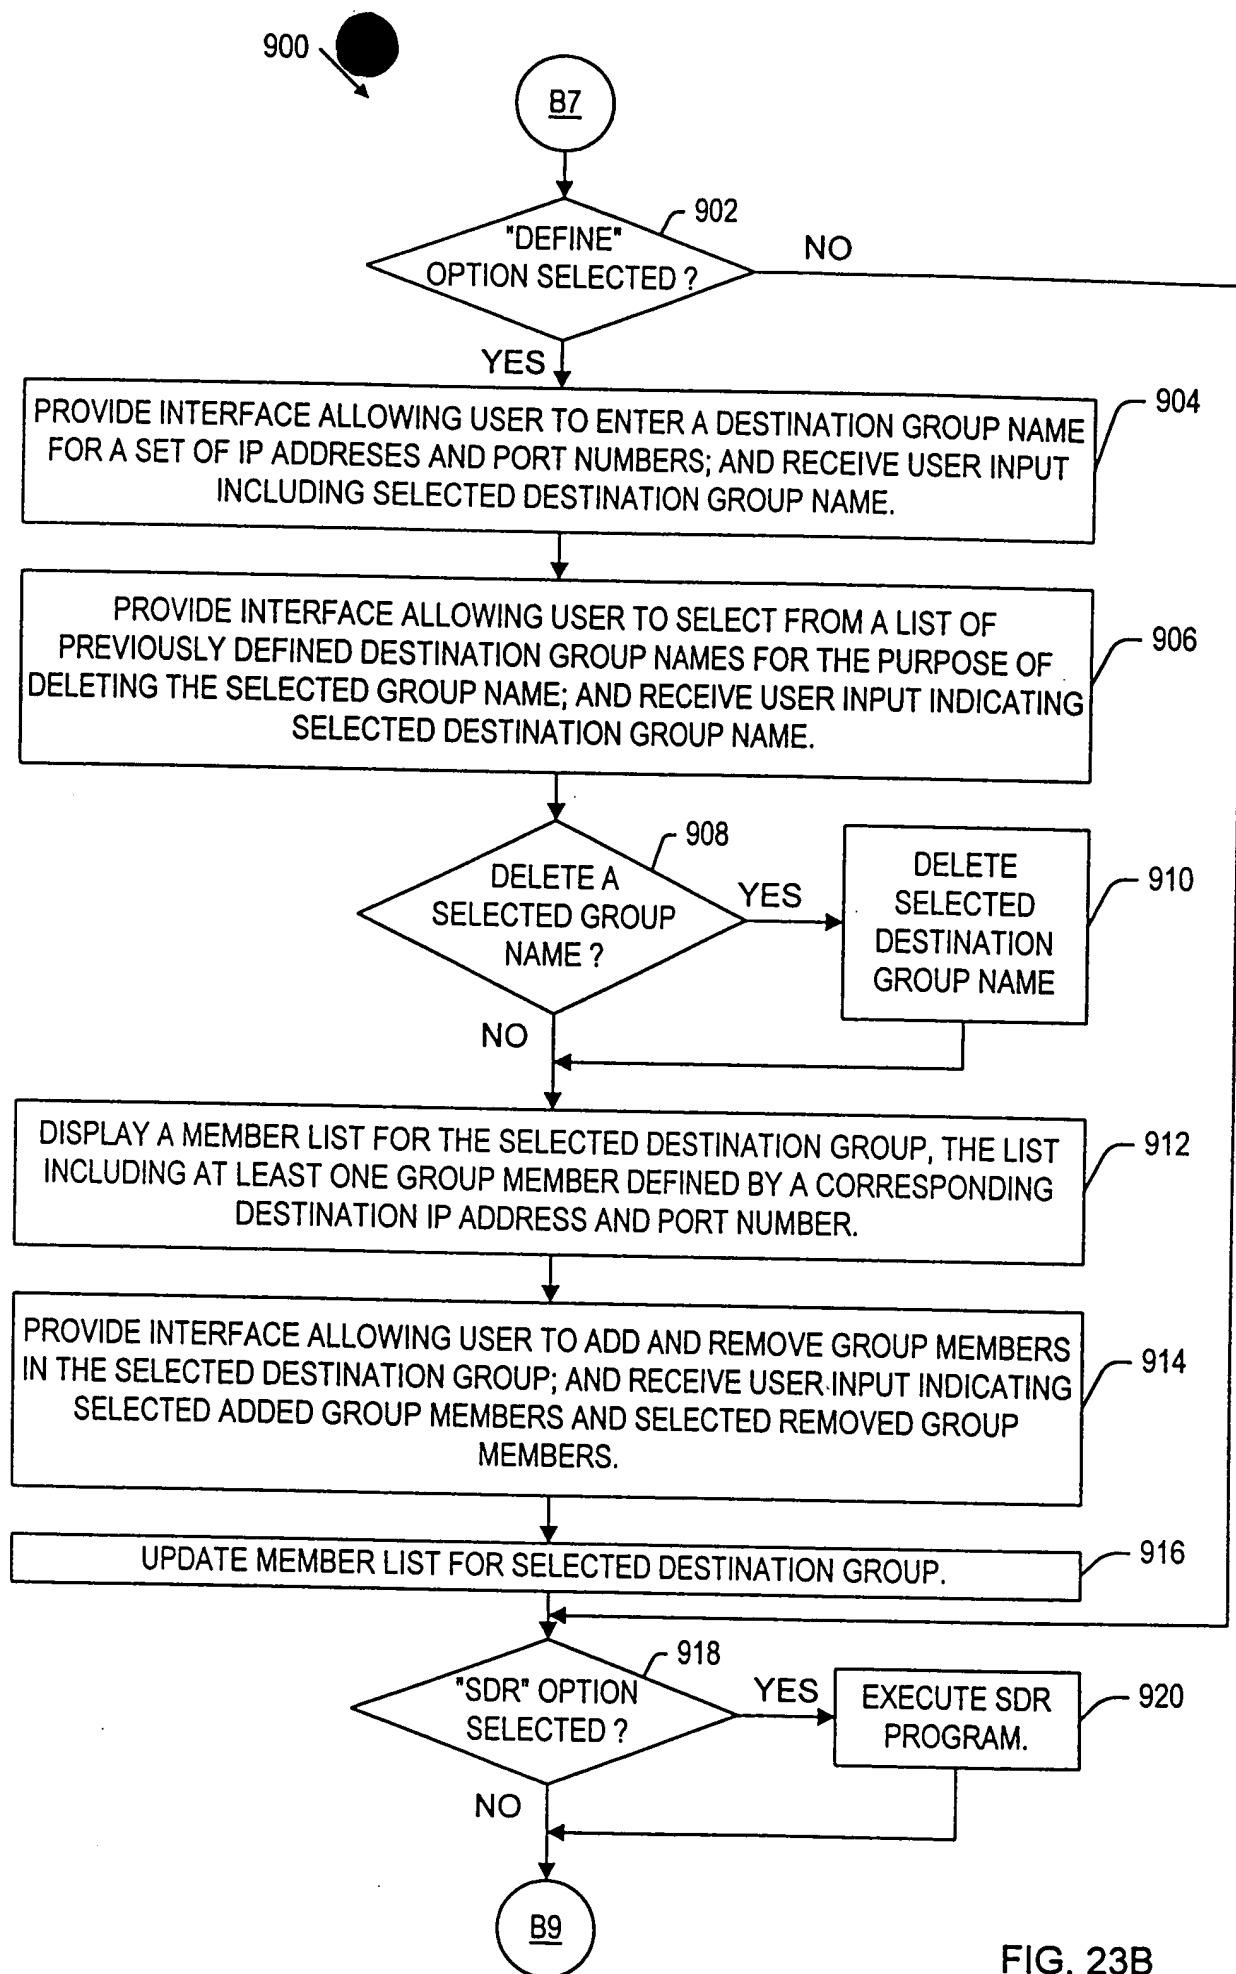 900
B7
902
"DEFINE"
OPTION SELECTED ?
NO
YES
904
PROVIDE INTERFACE ALLOWING USER TO ENTER A DESTINATION GROUP NAME
FOR A SET OF IP ADDRESES AND PORT NUMBERS; AND RECEIVE USER INPUT
INCLUDING SELECTED DESTINATION GROUP NAME.
906
PROVIDE INTERFACE ALLOWING USER TO SELECT FROM A LIST OF
PREVIOUSLY DEFINED DESTINATION GROUP NAMES FOR THE PURPOSE OF
DELETING THE SELECTED GROUP NAME; AND RECEIVE USER INPUT INDICATING
SELECTED DESTINATION GROUP NAME.
908
DELETE A
SELECTED GROUP
NAME ?
YES
910
DELETE
SELECTED
DESTINATION
GROUP NAME
NO
912
DISPLAY A MEMBER LIST FOR THE SELECTED DESTINATION GROUP, THE LIST
INCLUDING AT LEAST ONE GROUP MEMBER DEFINED BY A CORRESPONDING
DESTINATION IP ADDRESS AND PORT NUMBER.
914
PROVIDE INTERFACE ALLOWING USER TO ADD AND REMOVE GROUP MEMBERS
IN THE SELECTED DESTINATION GROUP; AND RECEIVE USER INPUT INDICATING
SELECTED ADDED GROUP MEMBERS AND SELECTED REMOVED GROUP
MEMBERS.
916
UPDATE MEMBER LIST FOR SELECTED DESTINATION GROUP.
918
"SDR" OPTION
SELECTED ?
YES
920
EXECUTE SDR
PROGRAM.
NO
B9
FIG. 23B